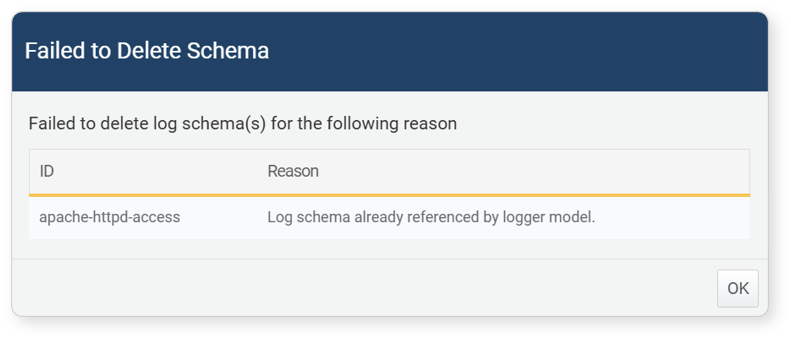 Failed to Delete Schema
Failed to delete log schema(s) for the following reason
ID Reason
apache-httpd-access Log schema already referenced by logger model.
OK